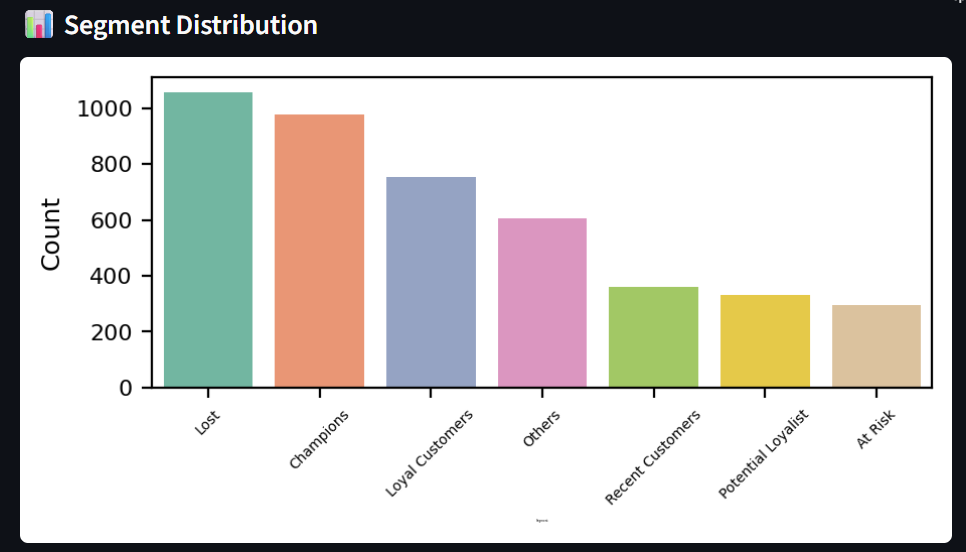 Segment Distribution
1000
800
600
400
200
0
Count
Lost
Champions
Loyal Customers
Others
Recent Customers
Potential Loyalist
At Risk
Segment